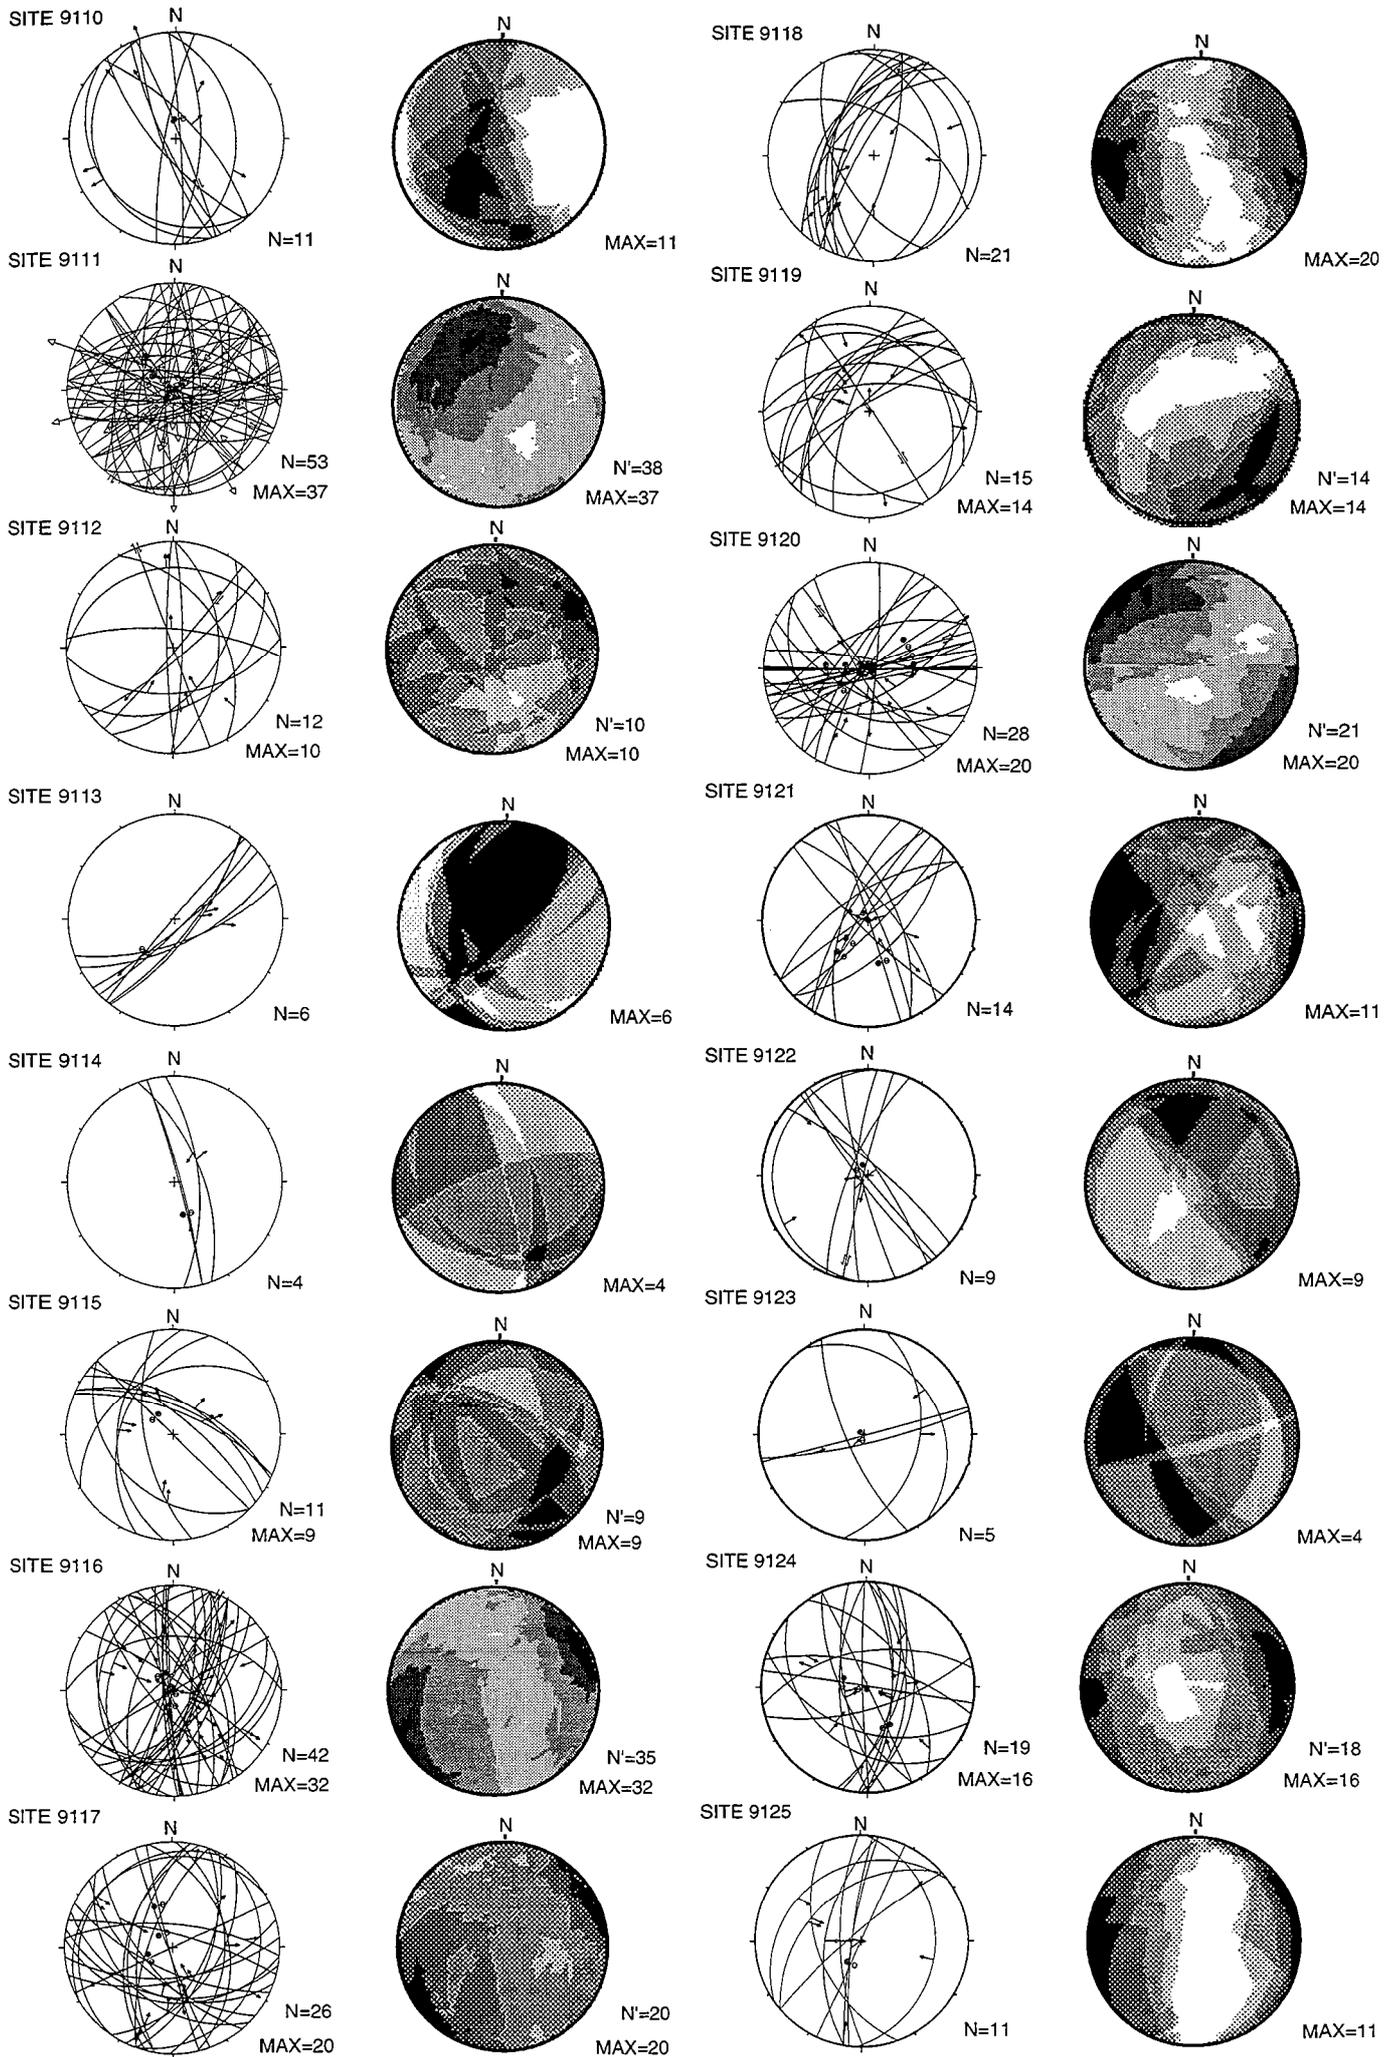 SITE 9110
N
N
N=11
MAX=11
SITE 9111
N
N
N=53
MAX=37
N'=38
MAX=37
SITE 9112
N
N
N=12
MAX=10
N'=10
MAX=10
SITE 9113
N
N
N=6
MAX=6
SITE 9114
N
N
N=4
MAX=4
SITE 9115
N
N
N=11
MAX=9
N'=9
MAX=9
SITE 9116
N
N
N=42
MAX=32
N'=35
MAX=32
SITE 9117
N
N
N=26
MAX=20
N'=20
MAX=20
SITE 9118
N
N
N=21
MAX=20
SITE 9119
N
N
N=15
MAX=14
N'=14
MAX=14
SITE 9120
N
N
N=28
MAX=20
N'=21
MAX=20
SITE 9121
N
N
N=14
MAX=11
SITE 9122
N
N
N=9
MAX=9
SITE 9123
N
N
N=5
MAX=4
SITE 9124
N
N
N=19
MAX=16
N'=18
MAX=16
SITE 9125
N
N
N=11
MAX=11